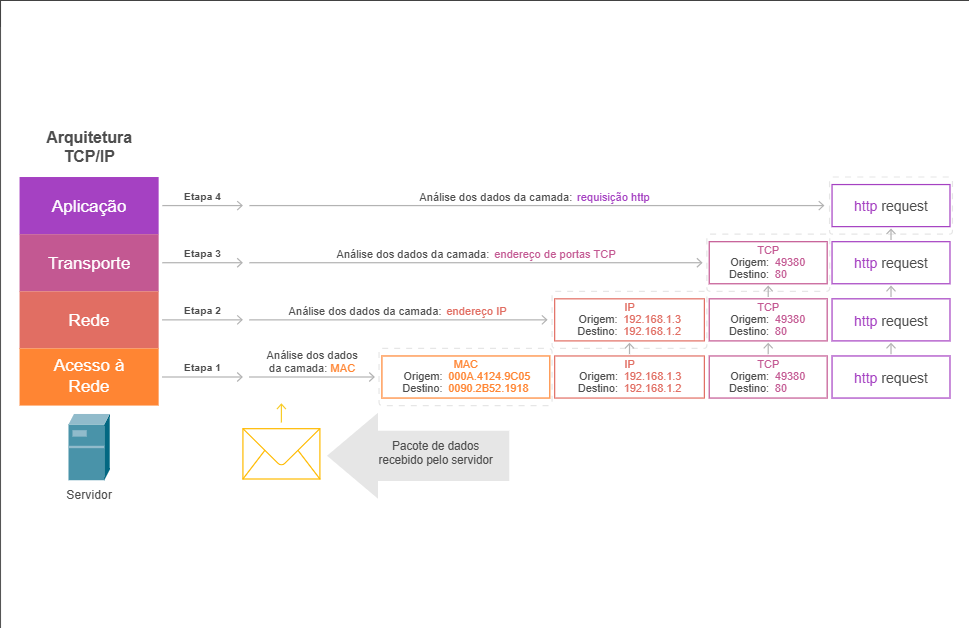 Arquitetura
TCP/IP
Aplicação
Etapa 4
Análise dos dados da camada: requisição http
http request
Transporte
Etapa 3
Análise dos dados da camada: endereço de portas TCP
TCP
Origem: 49380
Destino: 80
http request
Rede
Etapa 2
Análise dos dados da camada: endereço IP
IP
Origem: 192.168.1.3
Destino: 192.168.1.2
TCP
Origem: 49380
Destino: 80
http request
Acesso à
Rede
Etapa 1
Análise dos dados
da camada: MAC
MAC
Origem: 000A.4124.9C05
Destino: 0090.2B52.1918
IP
Origem: 192.168.1.3
Destino: 192.168.1.2
TCP
Origem: 49380
Destino: 80
http request
Servidor
Pacote de dados
recebido pelo servidor